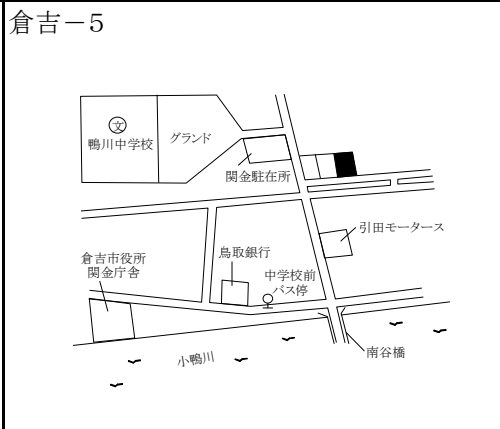 倉吉－5
文
鴨川中学校
グランド
関金駐在所
引田モータース
倉吉市役所
関金庁舎
鳥取銀行
中学校前
バス停
小鴨川
南谷橋